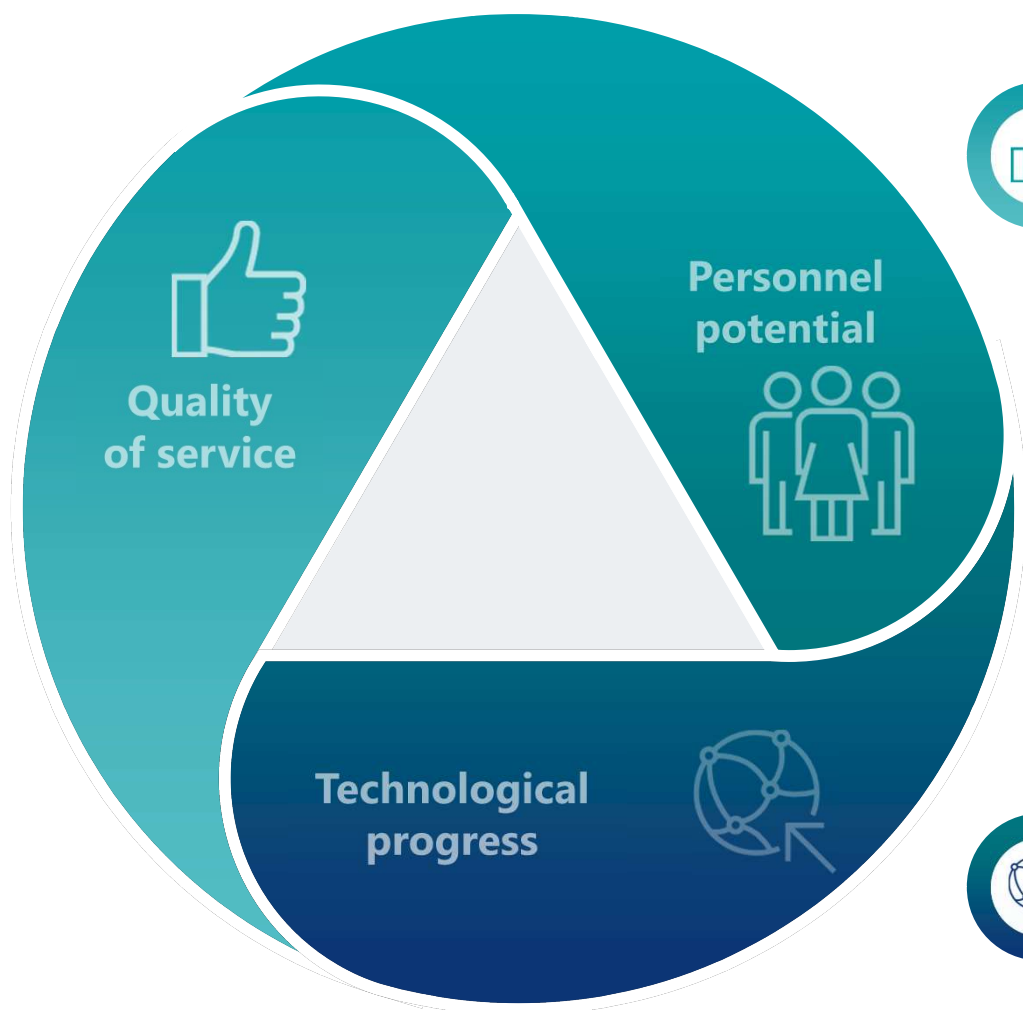 Quality
of service
Personnel
potential
Technological
progress